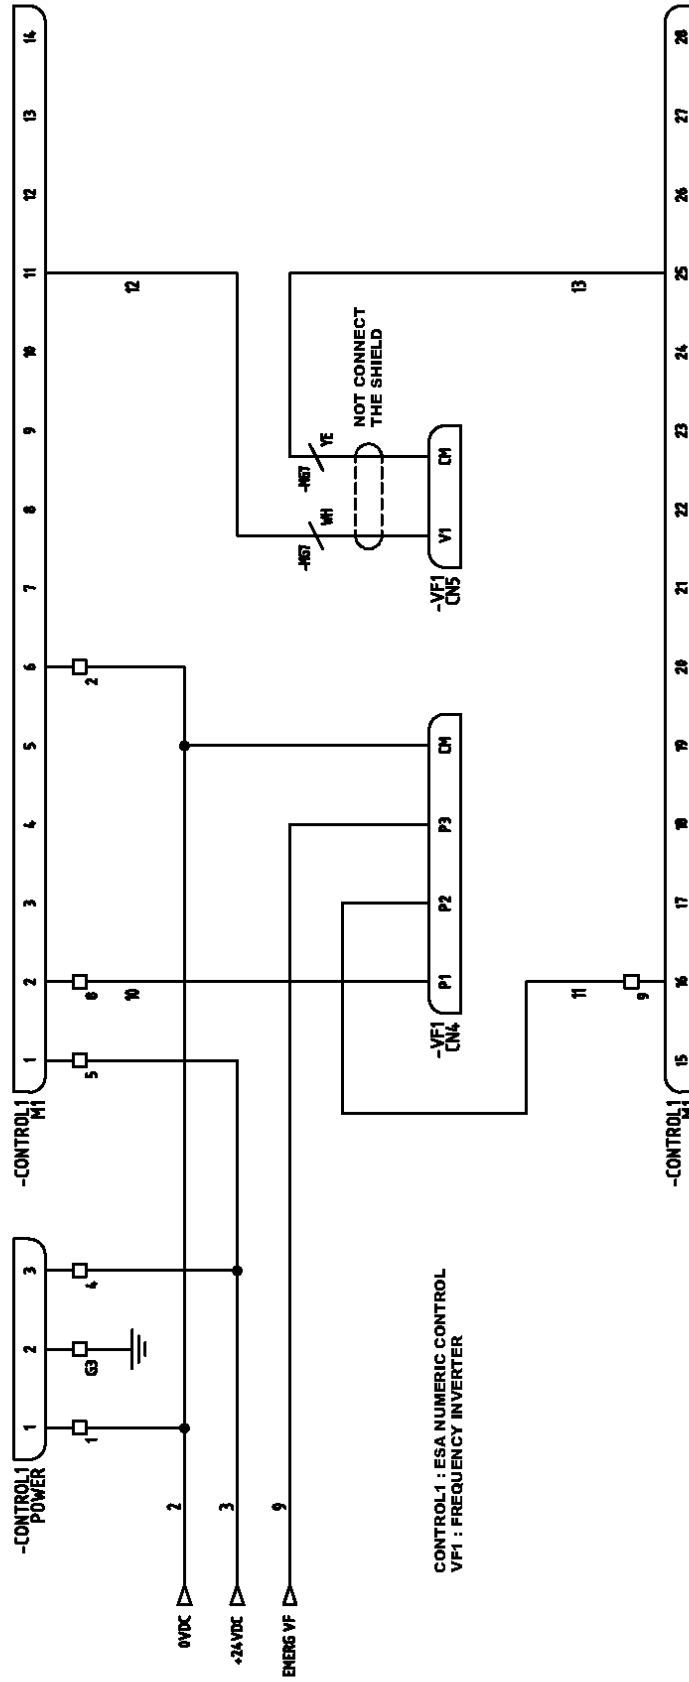 -CONTROL1
POWER
1
2
3
1
G3
4
-CONTROL1
M1
1
2
3
4
5
6
7
8
9
10
11
12
13
14
5
8
2
10
12
0VDC
2
+24VDC
3
EMERG VF
9
-MG7
WH
-MG7
YE
NOT CONNECT
THE SHIELD
-VF1
CN4
P1
P2
P3
CM
-VF1
CN5
V1
CM
CONTROL1 : ESA NUMERIC CONTROL
VF1 : FREQUENCY INVERTER
11
13
9
-CONTROL1
M1
15
16
17
18
19
20
21
22
23
24
25
26
27
28